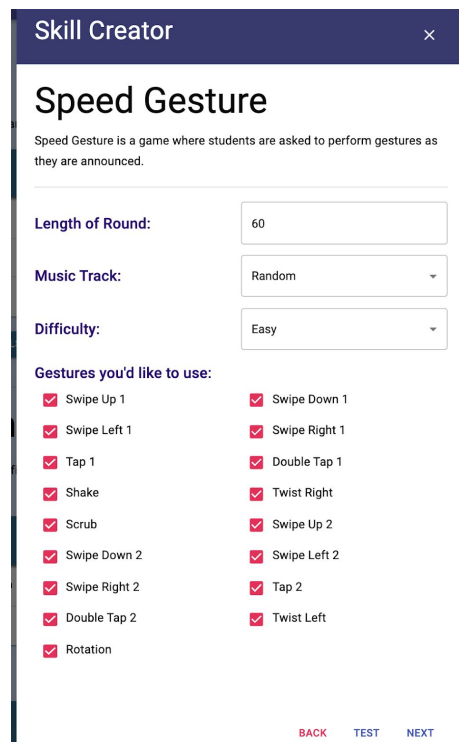 Skill Creator
Speed Gesture
Speed Gesture is a game where students are asked to perform gestures as
they are announced.
Length of Round: 60
Music Track: Random
Difficulty: Easy
Gestures you'd like to use:
Swipe Up 1 Swipe Down 1
Swipe Left 1 Swipe Right 1
Tap 1 Double Tap 1
Shake Twist Right
Scrub Swipe Up 2
Swipe Down 2 Swipe Left 2
Swipe Right 2 Tap 2
Double Tap 2 Twist Left
Rotation
BACK TEST NEXT